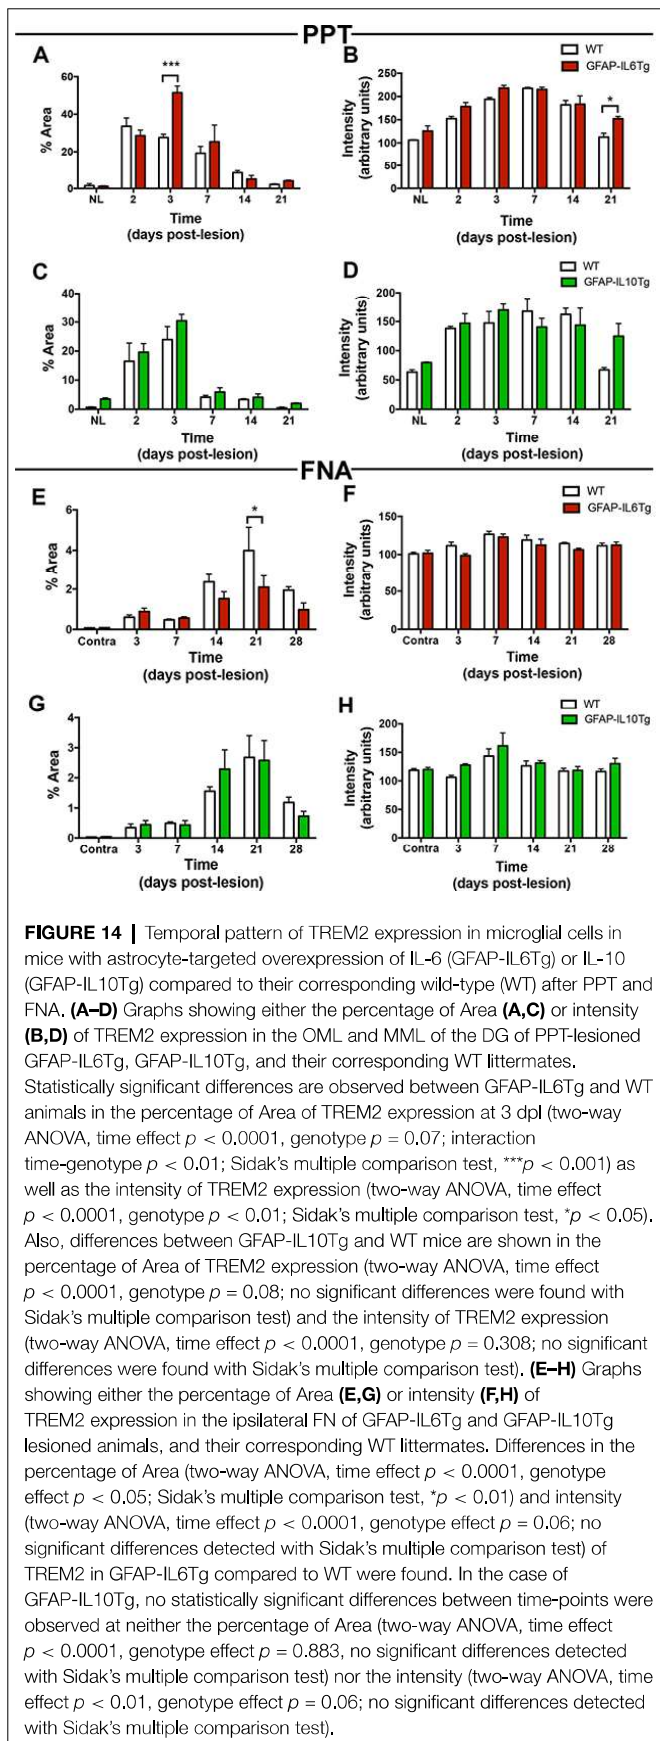 PPT
A
B
WT
GFAP-IL6Tg
***
*
% Area
60
40
20
0
NL 2 3 7 14 21
Time
(days post-lesion)
Intensity
(arbitrary units)
250
200
150
100
50
0
NL 2 3 7 14 21
Time
(days post-lesion)
C
D
WT
GFAP-IL10Tg
% Area
40
30
20
10
0
NL 2 3 7 14 21
Time
(days post-lesion)
Intensity
(arbitrary units)
200
150
100
50
0
NL 2 3 7 14 21
Time
(days post-lesion)
FNA
E
F
WT
GFAP-IL6Tg
*
% Area
6
4
2
0
Contra 3 7 14 21 28
Time
(days post-lesion)
Intensity
(arbitrary units)
150
100
50
0
Contra 3 7 14 21 28
Time
(days post-lesion)
G
H
WT
GFAP-IL10Tg
% Area
4
3
2
1
0
Contra 3 7 14 21 28
Time
(days post-lesion)
Intensity
(arbitrary units)
200
150
100
50
0
Contra 3 7 14 21 28
Time
(days post-lesion)
FIGURE 14 | Temporal pattern of TREM2 expression in microglial cells in
mice with astrocyte-targeted overexpression of IL-6 (GFAP-IL6Tg) or IL-10
(GFAP-IL10Tg) compared to their corresponding wild-type (WT) after PPT and
FNA. (A–D) Graphs showing either the percentage of Area (A,C) or intensity
(B,D) of TREM2 expression in the OML and MML of the DG of PPT-lesioned
GFAP-IL6Tg, GFAP-IL10Tg, and their corresponding WT littermates.
Statistically significant differences are observed between GFAP-IL6Tg and WT
animals in the percentage of Area of TREM2 expression at 3 dpl (two-way
ANOVA, time effect p < 0.0001, genotype p = 0.07; interaction
time-genotype p < 0.01; Sidak's multiple comparison test, ***p < 0.001) as
well as the intensity of TREM2 expression (two-way ANOVA, time effect
p < 0.0001, genotype p < 0.01; Sidak's multiple comparison test, *p < 0.05).
Also, differences between GFAP-IL10Tg and WT mice are shown in the
percentage of Area of TREM2 expression (two-way ANOVA, time effect
p < 0.0001, genotype p = 0.08; no significant differences were found with
Sidak's multiple comparison test) and the intensity of TREM2 expression
(two-way ANOVA, time effect p < 0.0001, genotype p = 0.308; no significant
differences were found with Sidak's multiple comparison test). (E–H) Graphs
showing either the percentage of Area (E,G) or intensity (F,H) of
TREM2 expression in the ipsilateral FN of GFAP-IL6Tg and GFAP-IL10Tg
lesioned animals, and their corresponding WT littermates. Differences in the
percentage of Area (two-way ANOVA, time effect p < 0.0001, genotype
effect p < 0.05; Sidak's multiple comparison test, *p < 0.01) and intensity
(two-way ANOVA, time effect p < 0.0001, genotype effect p = 0.06; no
significant differences detected with Sidak's multiple comparison test) of
TREM2 in GFAP-IL6Tg compared to WT were found. In the case of
GFAP-IL10Tg, no statistically significant differences between time-points were
observed at neither the percentage of Area (two-way ANOVA, time effect
p < 0.0001, genotype effect p = 0.883, no significant differences detected
with Sidak's multiple comparison test) nor the intensity (two-way ANOVA, time
effect p < 0.01, genotype effect p = 0.06; no significant differences detected
with Sidak's multiple comparison test).